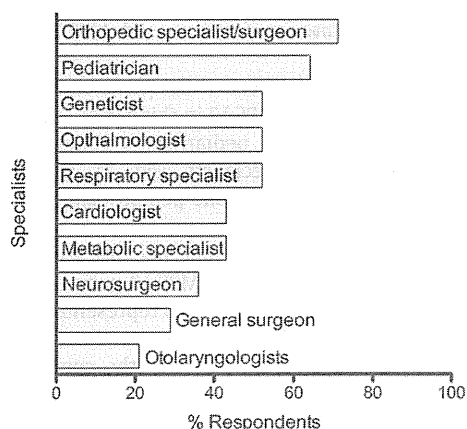 Orthopedic specialist/surgeon
Pediatrician
Geneticist
Opthalmologist
Respiratory specialist
Cardiologist
Metabolic specialist
Neurosurgeon
General surgeon
Otolaryngologists
Specialists
0 20 40 60 80 100
% Respondents